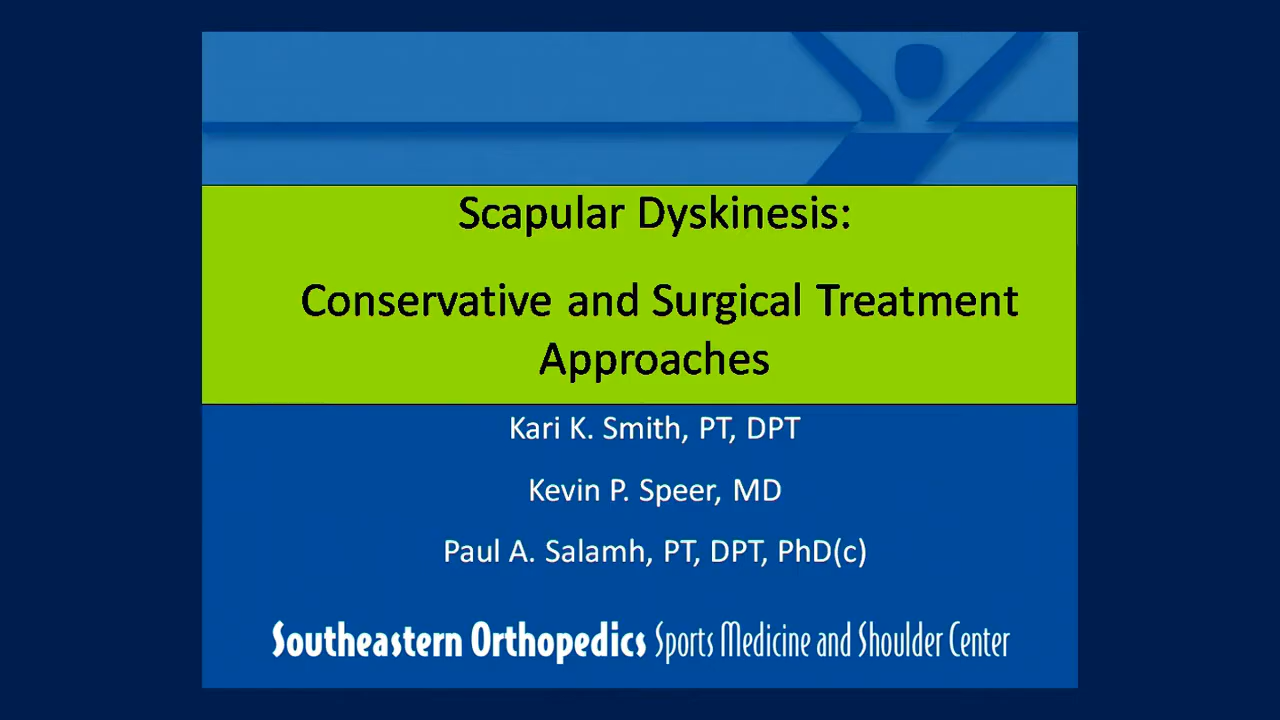 Scapular Dyskinesis:
Conservative and Surgical Treatment
Approaches
Kari K. Smith, PT, DPT
Kevin P. Speer, MD
Paul A. Salamh, PT, DPT, PhD(c)
Southeastern Orthopedics Sports Medicine and Shoulder Center